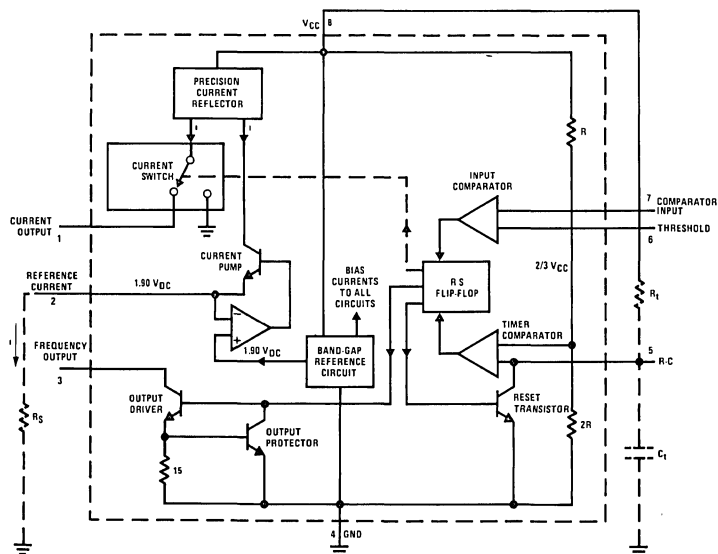 VCC 8
PRECISION
CURRENT
REFLECTOR
I I
R
CURRENT
SWITCH
INPUT
COMPARATOR
7 COMPARATOR
INPUT
CURRENT
OUTPUT
1
THRESHOLD
6
CURRENT
PUMP
BIAS
CURRENTS
TO ALL
CIRCUITS
R S
FLIP-FLOP
2/3 VCC
REFERENCE
CURRENT
2
1.90 VDC
Rt
−
+
1.90 VDC
I
FREQUENCY
OUTPUT
3
BAND-GAP
REFERENCE
CIRCUIT
TIMER
COMPARATOR
5
R-C
OUTPUT
DRIVER
RESET
TRANSISTOR
RS
OUTPUT
PROTECTOR
2R
15
Ct
4 GND